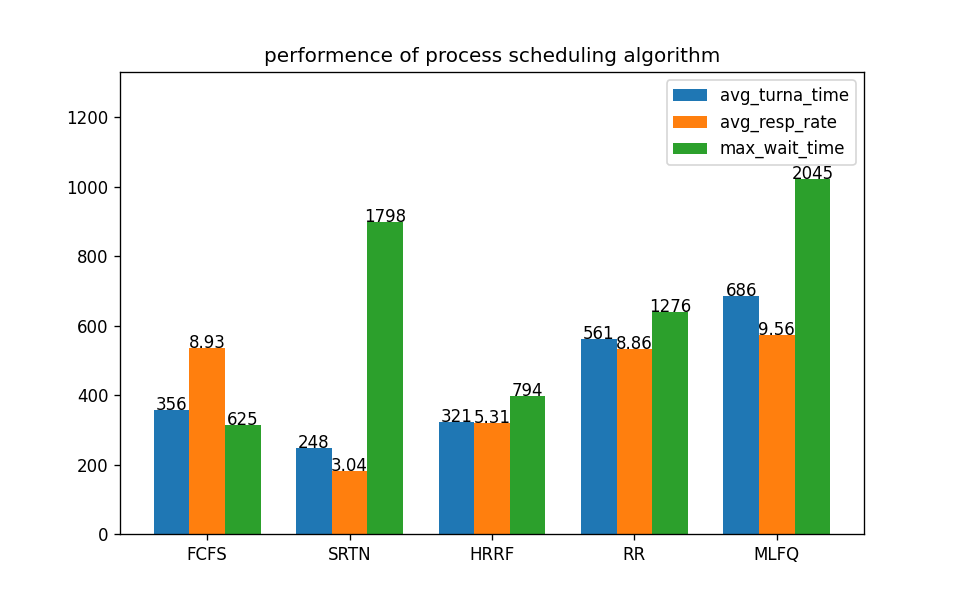 performence of process scheduling algorithm
avg_turna_time
avg_resp_rate
max_wait_time
1200
1000
800
600
400
200
0
356
8.93
625
248
3.04
1798
321
5.31
794
561
8.86
1276
686
9.56
2045
FCFS
SRTN
HRRF
RR
MLFQ